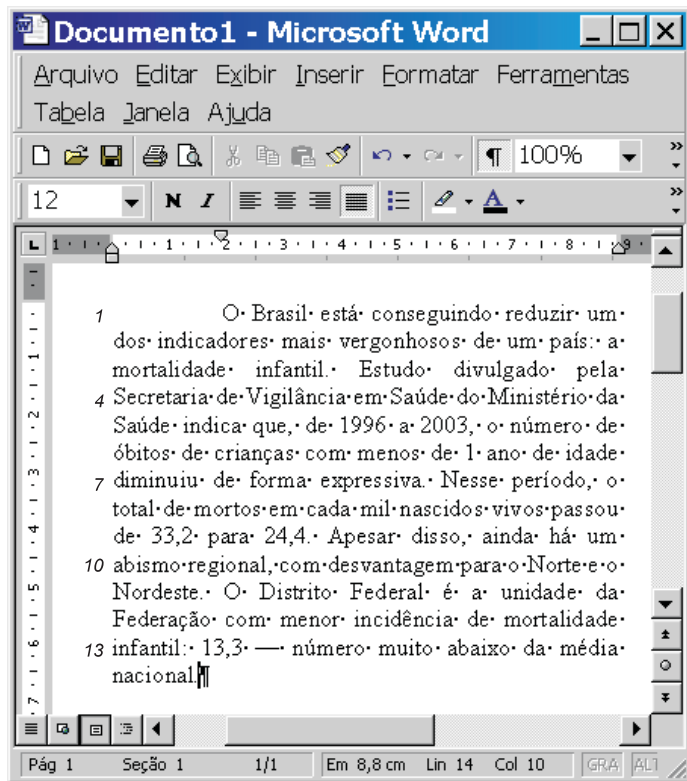 Documento1 - Microsoft Word
Arquivo Editar Exibir Inserir Formatar Ferramentas
Tabela Janela Ajuda
¶ 100%
12 N I A
L 1 1 2 3 4 5 6 7 8 9
1 O Brasil está conseguindo reduzir um
dos indicadores mais vergonhosos de um país: a
mortalidade infantil. Estudo divulgado pela
4 Secretaria de Vigilância em Saúde do Ministério da
Saúde indica que, de 1996 a 2003, o número de
óbitos de crianças com menos de 1 ano de idade
7 diminuiu de forma expressiva. Nesse período, o
total de mortos em cada mil nascidos vivos passou
de 33,2 para 24,4. Apesar disso, ainda há um
10 abismo regional, com desvantagem para o Norte e o
Nordeste. O Distrito Federal é a unidade da
Federação com menor incidência de mortalidade
13 infantil: 13,3 — número muito abaixo da média
nacional.¶
Pág 1 Seção 1 1/1 Em 8,8 cm Lin 14 Col 10 GRA ALT